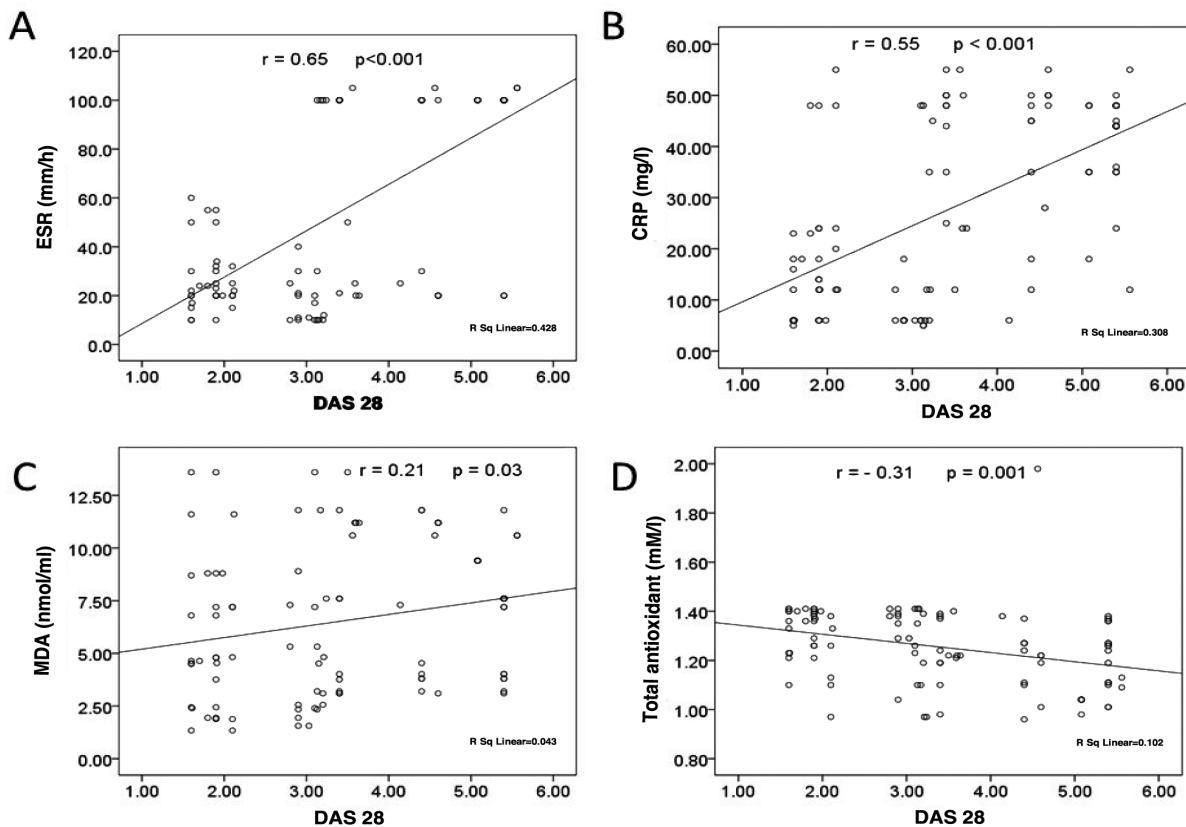 A
r = 0.65 p<0.001
120.0
100.0
80.0
60.0
40.0
20.0
0.0
ESR (mm/h)
R Sq Linear=0.428
1.00 2.00 3.00 4.00 5.00 6.00
DAS 28
B
r = 0.55 p < 0.001
60.00
50.00
40.00
30.00
20.00
10.00
.00
CRP (mg/l)
R Sq Linear=0.308
1.00 2.00 3.00 4.00 5.00 6.00
DAS 28
C
r = 0.21 p = 0.03
12.50
10.00
7.50
5.00
2.50
.00
MDA (nmol/ml)
R Sq Linear=0.043
1.00 2.00 3.00 4.00 5.00 6.00
DAS 28
D
r = - 0.31 p = 0.001
2.00
1.80
1.60
1.40
1.20
1.00
0.80
Total antioxidant (mM/l)
R Sq Linear=0.102
1.00 2.00 3.00 4.00 5.00 6.00
DAS 28